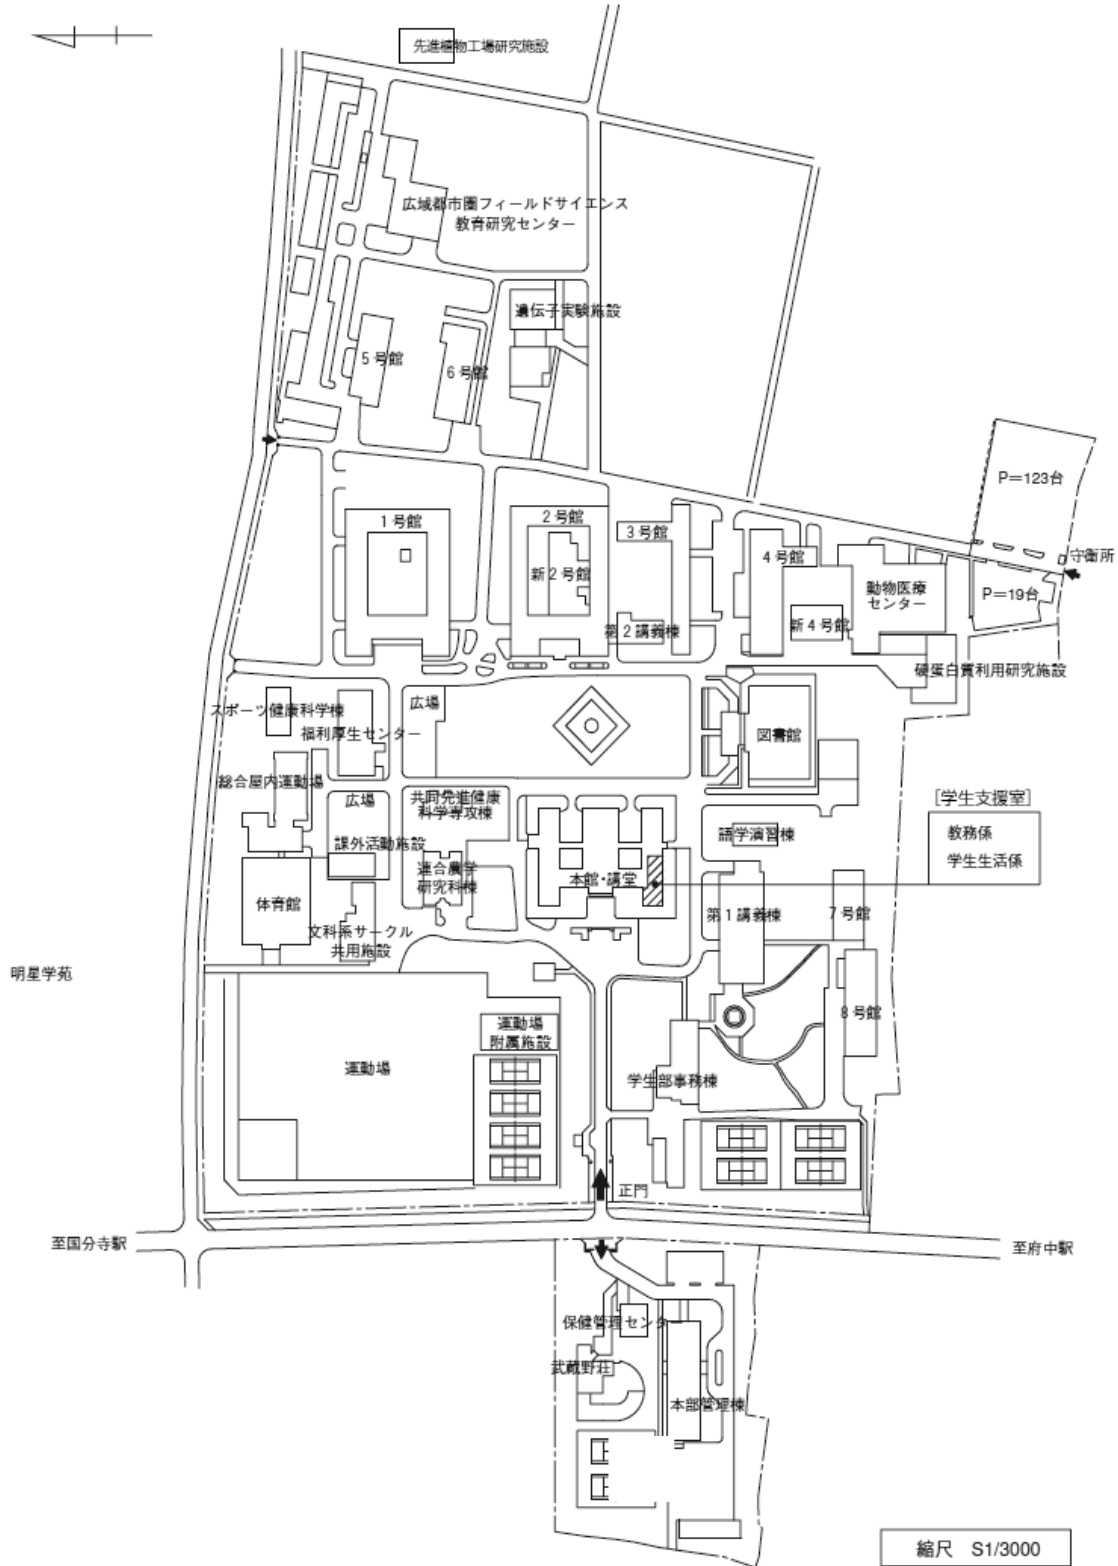 先進植物工場研究施設
広域都市圏フィールドサイエンス
教育研究センター
遺伝子実験施設
5号館
6号館
P=123台
1号館
2号館
3号館
4号館
守衛所
新2号館
動物医療
センター
P=19台
第2講義棟
新4号館
硬蛋白質利用研究施設
スポーツ健康科学棟
広場
福利厚生センター
図書館
総合屋内運動場
広場
共同先進健康
科学専攻棟
[学生支援室]
教務係
学生生活係
語学演習棟
課外活動施設
連合農学
研究科棟
本館・講堂
体育館
第1講義棟
7号館
文科系サークル
共用施設
明星学苑
8号館
運動場
附属施設
運動場
学生部事務棟
正門
至国分寺駅
至府中駅
保健管理センター
武蔵野荘
本部管理棟
縮尺 S1/3000